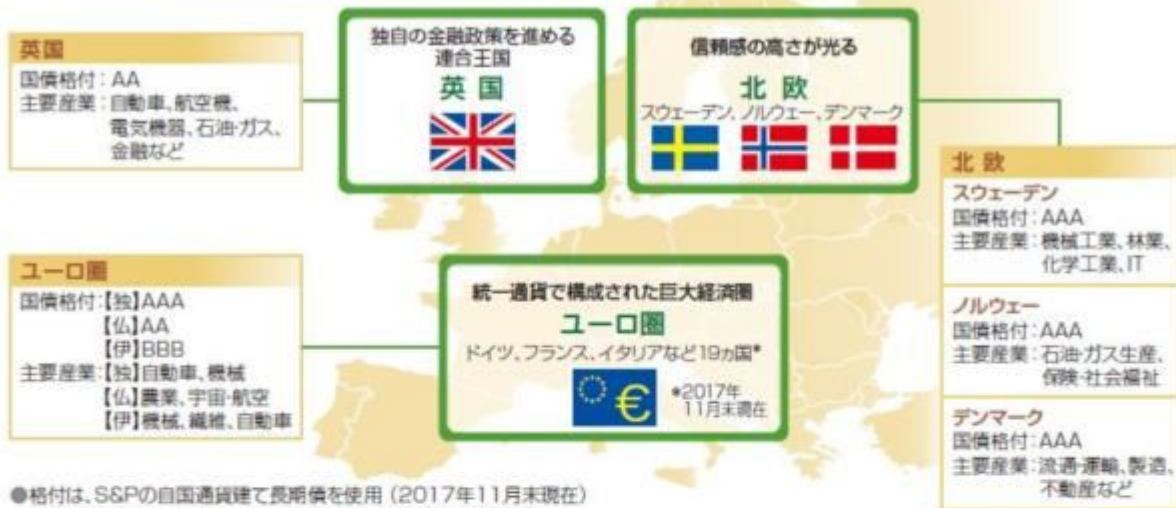 英国
国債格付：AA
主要産業：自動車、航空機、
電気機器、石油・ガス、
金融など
独自の金融政策を進める
連合王国
英国
信頼感の高さが光る
北欧
スウェーデン、ノルウェー、デンマーク
北欧
スウェーデン
国債格付：AAA
主要産業：機械工業、林業、
化学工業、IT
ノルウェー
国債格付：AAA
主要産業：石油・ガス生産、
保険・社会福祉
デンマーク
国債格付：AAA
主要産業：流通・運輸、製造、
不動産など
ユーロ圏
国債格付：【独】AAA
【仏】AA
【伊】BBB
主要産業：【独】自動車、機械
【仏】農業、宇宙・航空
【伊】機械、繊維、自動車
統一通貨で構成された巨大経済圏
ユーロ圏
ドイツ、フランス、イタリアなど19ヵ国*
€
*2017年
11月末現在
●格付は、S&Pの自国通貨建て長期債を使用（2017年11月末現在）